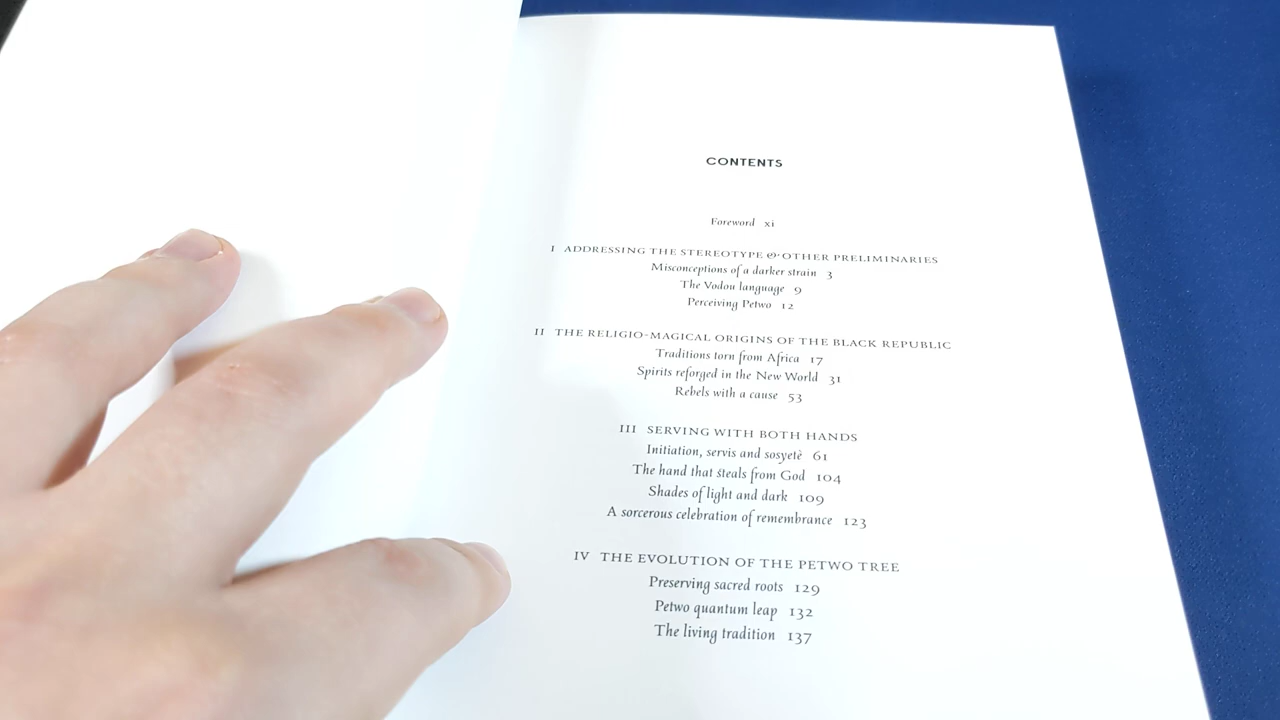 CONTENTS
Foreword xi
I ADDRESSING THE STEREOTYPE & OTHER PRELIMINARIES
Misconceptions of a darker strain 3
The Vodou language 9
Perceiving Petwo 12
II THE RELIGIO-MAGICAL ORIGINS OF THE BLACK REPUBLIC
Traditions torn from Africa 17
Spirits reforged in the New World 31
Rebels with a cause 53
III SERVING WITH BOTH HANDS
Initiation, servis and sosyetè 61
The hand that steals from God 104
Shades of light and dark 109
A sorcerous celebration of remembrance 123
IV THE EVOLUTION OF THE PETWO TREE
Preserving sacred roots 129
Petwo quantum leap 132
The living tradition 137